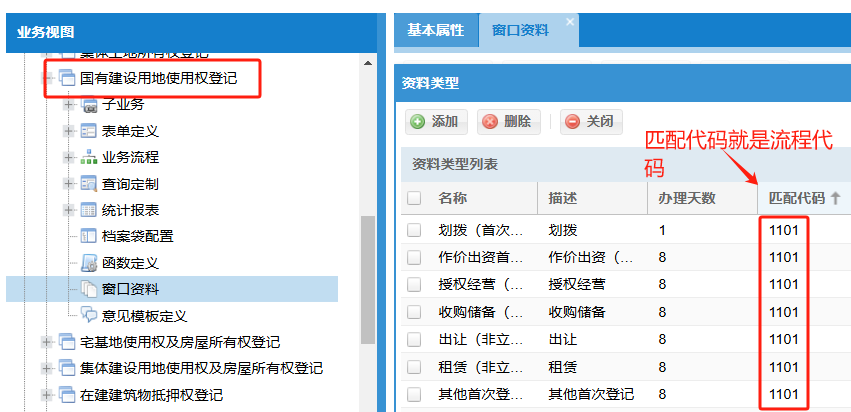 业务视图
集体土地所有权登记
国有建设用地使用权登记
子业务
表单定义
业务流程
查询定制
统计报表
档案袋配置
函数定义
窗口资料
意见模板定义
宅基地使用权及房屋所有权登记
集体建设用地使用权及房屋所有权登记
在建建筑物抵押权登记
基本属性 窗口资料
资料类型
添加 删除 关闭
匹配代码就是流程代
码
资料类型列表
名称 描述 办理天数 匹配代码
划拨（首次... 划拨 1 1101
作价出资首... 作价出资（... 8 1101
授权经营（... 授权经营 8 1101
收购储备（... 收购储备 8 1101
出让（非立... 出让 8 1101
租赁（非立... 租赁 8 1101
其他首次登... 其他首次登记 8 1101